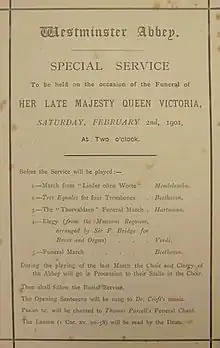 Westminster Abbey.
SPECIAL SERVICE
To be held on the occasion of the Funeral of
HER LATE MAJESTY QUEEN VICTORIA,
SATURDAY, FEBRUARY 2nd, 1901,
At Two o'clock.
Before the Service will be played:—
1.—March from "Lieder ohne Worte" Mendelssohn.
2.—Tres Equales for four Trombones Beethoven.
3.—The "Thorvaldsen" Funeral March Hartmann.
4.—Elegy (from the Manzoni Requiem,
arranged by Sir F. Bridge for
Brass and Organ) Verdi.
5.—Funeral March Beethoven.
During the playing of the last March the Choir and Clergy of
the Abbey will go in Procession to their Stalls in the Choir.
Then shall follow the Burial Service.
The Opening Sentences will be sung to Dr. Croft's music.
Psalm xc. will be chanted to Thomas Purcell's Funeral Chant.
The Lesson (1 Cor. xv. 20-58) will be read by the Dean.